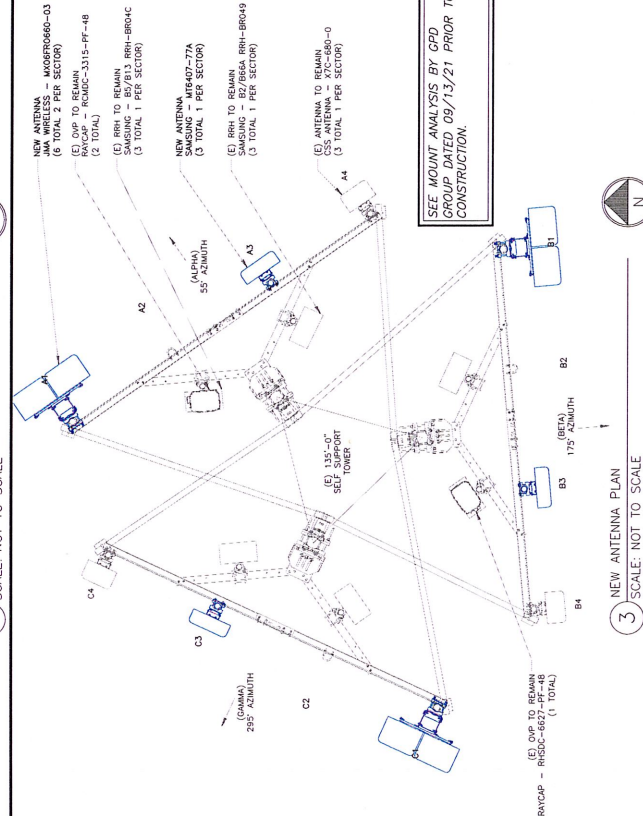 SCALE: NOT TO SCALE
NEW ANTENNA
JMA WIRELESS - MX06FRO660-03
(6 TOTAL 2 PER SECTOR)
(E) OVP TO REMAIN
RAYCAP - RCMDC-3315-PF-48
(2 TOTAL)
(E) RRH TO REMAIN
SAMSUNG - B5/B13 RRH-BR04C
(3 TOTAL 1 PER SECTOR)
NEW ANTENNA
SAMSUNG - MT6407-77A
(3 TOTAL 1 PER SECTOR)
(E) RRH TO REMAIN
SAMSUNG - B2/B66A RRH-BR049
(3 TOTAL 1 PER SECTOR)
(E) ANTENNA TO REMAIN
CSS ANTENNA - X7C-680-0
(3 TOTAL 1 PER SECTOR)
A1
A2
A3
A4
(ALPHA)
55° AZIMUTH
SEE MOUNT ANALYSIS BY GPD
GROUP DATED 09/13/21 PRIOR TO
CONSTRUCTION.
(E) 135'-0"
SELF SUPPORT
TOWER
C4
C3
C2
C1
(GAMMA)
295° AZIMUTH
B1
B2
B3
B4
(BETA)
175° AZIMUTH
(E) OVP TO REMAIN
RAYCAP - RHSDC-6627-PF-48
(1 TOTAL)
N
3
NEW ANTENNA PLAN
SCALE: NOT TO SCALE